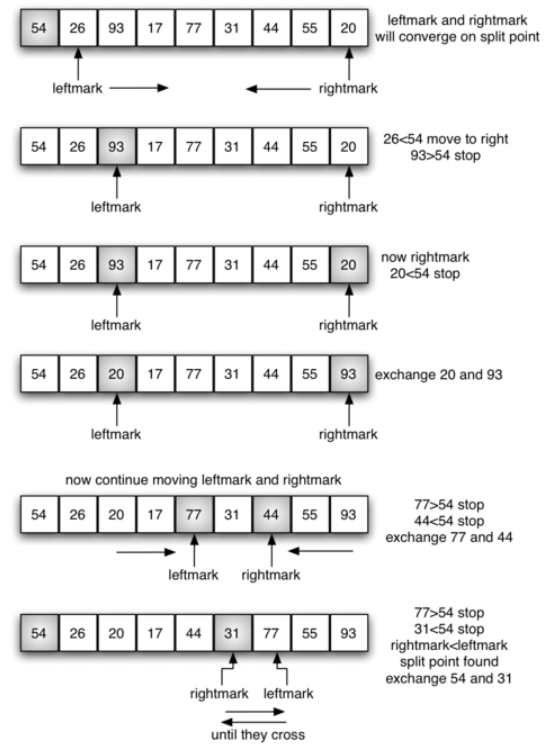 54 26 93 17 77 31 44 55 20
leftmark and rightmark
will converge on split point
leftmark rightmark
54 26 93 17 77 31 44 55 20
26<54 move to right
93>54 stop
leftmark rightmark
54 26 93 17 77 31 44 55 20
now rightmark
20<54 stop
leftmark rightmark
54 26 20 17 77 31 44 55 93
exchange 20 and 93
leftmark rightmark
now continue moving leftmark and rightmark
54 26 20 17 77 31 44 55 93
77>54 stop
44<54 stop
exchange 77 and 44
leftmark rightmark
54 26 20 17 44 31 77 55 93
77>54 stop
31<54 stop
rightmark<leftmark
split point found
exchange 54 and 31
rightmark leftmark
until they cross